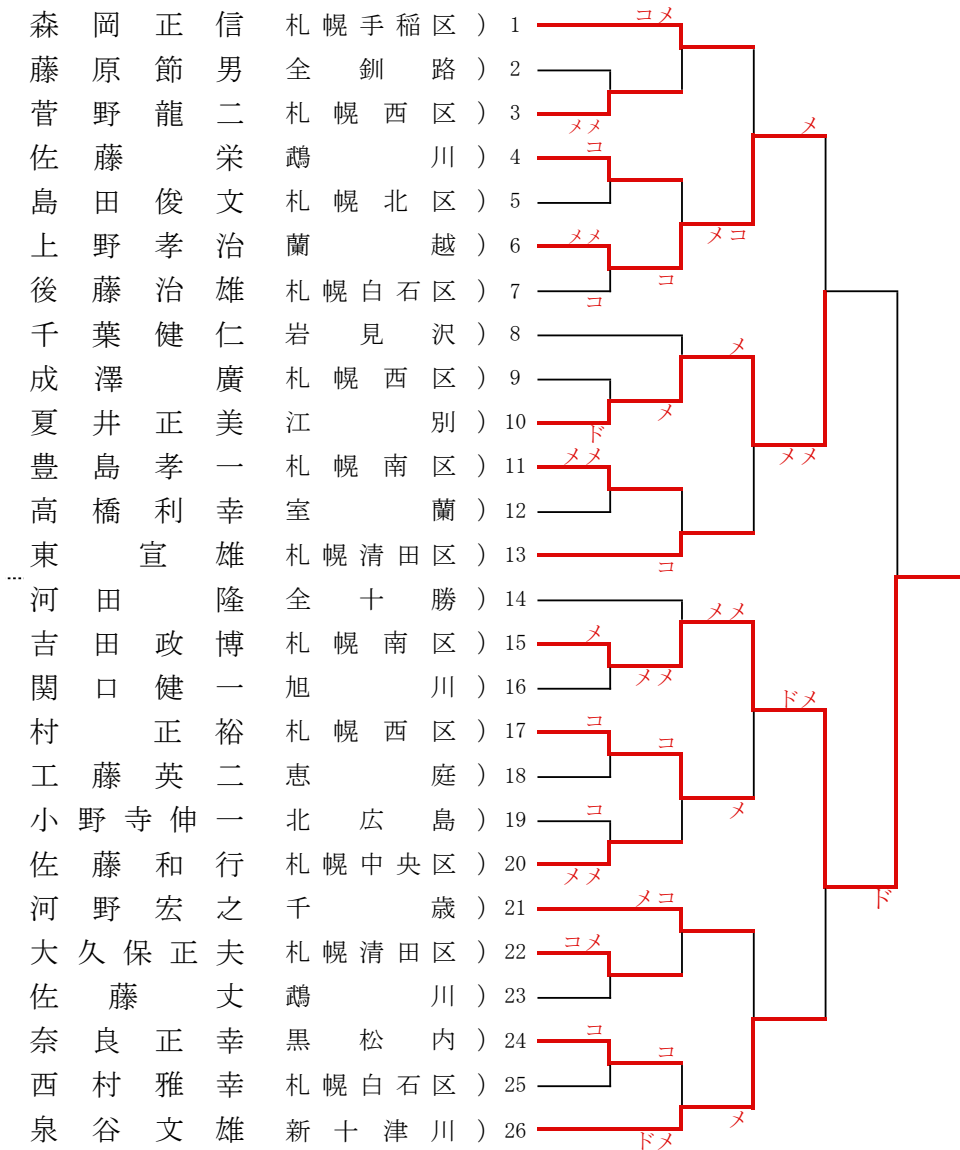 森岡正信 札幌手稲区 ) 1 コメ
藤原節男 全釧路 ) 2
菅野龍二 札幌西区 ) 3
メメ
メ
佐藤栄 鵡川 ) 4 コ
島田俊文 札幌北区 ) 5
上野孝治 蘭越 ) 6 メメ メコ
後藤治雄 札幌白石区 ) 7 コ コ
千葉健仁 岩見沢 ) 8 メ
成澤廣 札幌西区 ) 9
夏井正美 江別 ) 10 ド メ
豊島孝一 札幌南区 ) 11 メメ メメ
高橋利幸 室蘭 ) 12
東宣雄 札幌清田区 ) 13 コ
…
河田隆 全十勝 ) 14 メメ
吉田政博 札幌南区 ) 15 メ
関口健一 旭川 ) 16 メメ
ドメ
村正裕 札幌西区 ) 17 コ コ
工藤英二 恵庭 ) 18
小野寺伸一 北広島 ) 19 コ メ
佐藤和行 札幌中央区 ) 20 メメ
河野宏之 千歳 ) 21 メコ ド
大久保正夫 札幌清田区 ) 22 コメ
佐藤丈 鵡川 ) 23
奈良正幸 黒松内 ) 24 コ コ
西村雅幸 札幌白石区 ) 25
泉谷文雄 新十津川 ) 26 ドメ メ